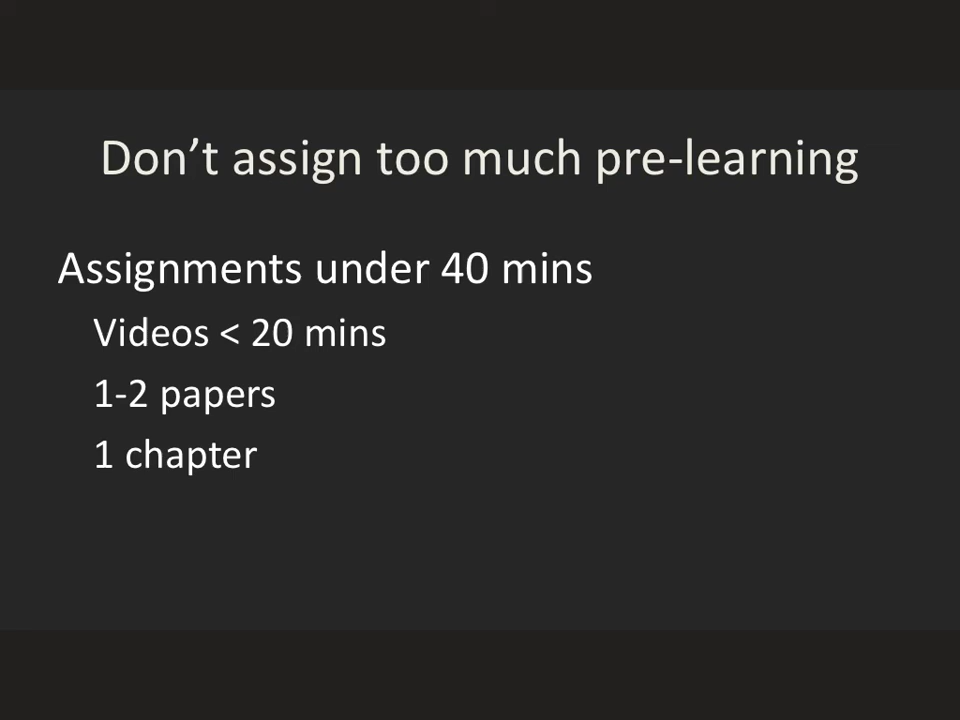 Don’t assign too much pre-learning
Assignments under 40 mins
Videos < 20 mins
1-2 papers
1 chapter